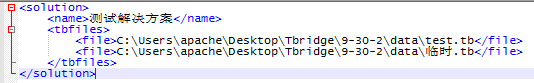 <solution>
<name>测试解决方案</name>
<tbfiles>
<file>C:\Users\apache\Desktop\Tbridge\9-30-2\data\test.tb</file>
<file>C:\Users\apache\Desktop\Tbridge\9-30-2\data\临时.tb</file>
</tbfiles>
</solution>